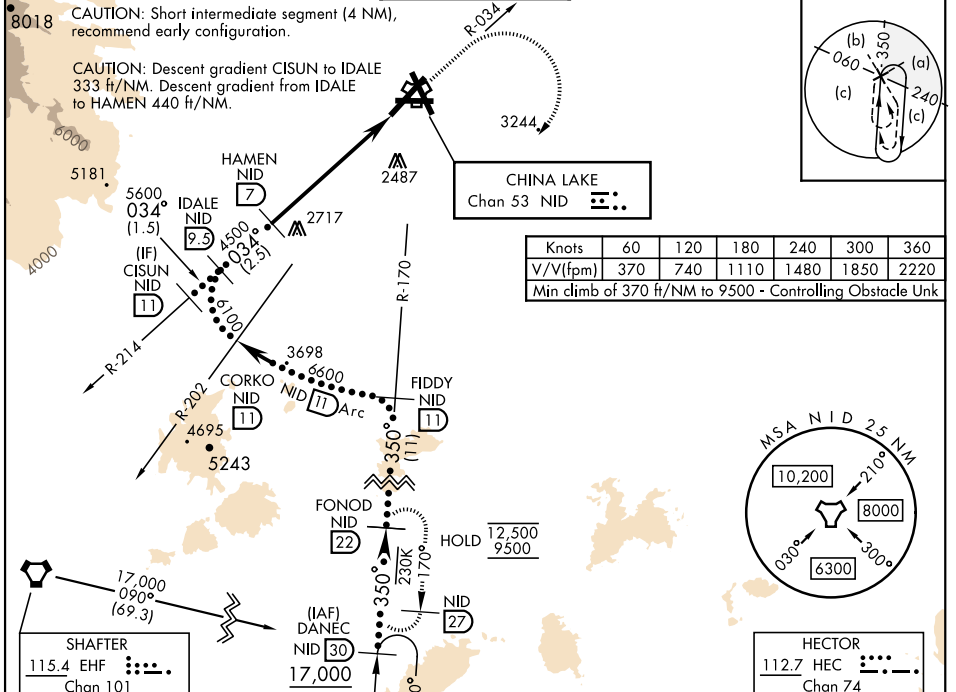 8018
CAUTION: Short intermediate segment (4 NM),
recommend early configuration.
CAUTION: Descent gradient CISUN to IDALE
333 ft/NM. Descent gradient from IDALE
to HAMEN 440 ft/NM.
R-034
3244
(b)
350
060
(a)
240
(c)
(c)
6000
5181
4000
HAMEN
NID
7
2487
CHINA LAKE
Chan 53 NID
5600
034°
(1.5)
IDALE
NID
9.5
4500
034°
(2.5)
2717
(IF)
CISUN
NID
11
6100
R-214
R-170
Knots 60 120 180 240 300 360
V/V(fpm) 370 740 1110 1480 1850 2220
Min climb of 370 ft/NM to 9500 - Controlling Obstacle Unk
3698
6600
NID 11 Arc
CORKO
NID
11
R-202
FIDDY
NID
11
4695
5243
350°
(11)
MSA NID 25 NM
10,200
210°
8000
030°
300°
6300
FONOD
NID
22
HOLD 12,500
9500
350°
230K
170°
NID
27
17,000
090°
(69.3)
(IAF)
DANEC
NID 30
17,000
SHAFTER
115.4 EHF
Chan 101
HECTOR
112.7 HEC
Chan 74